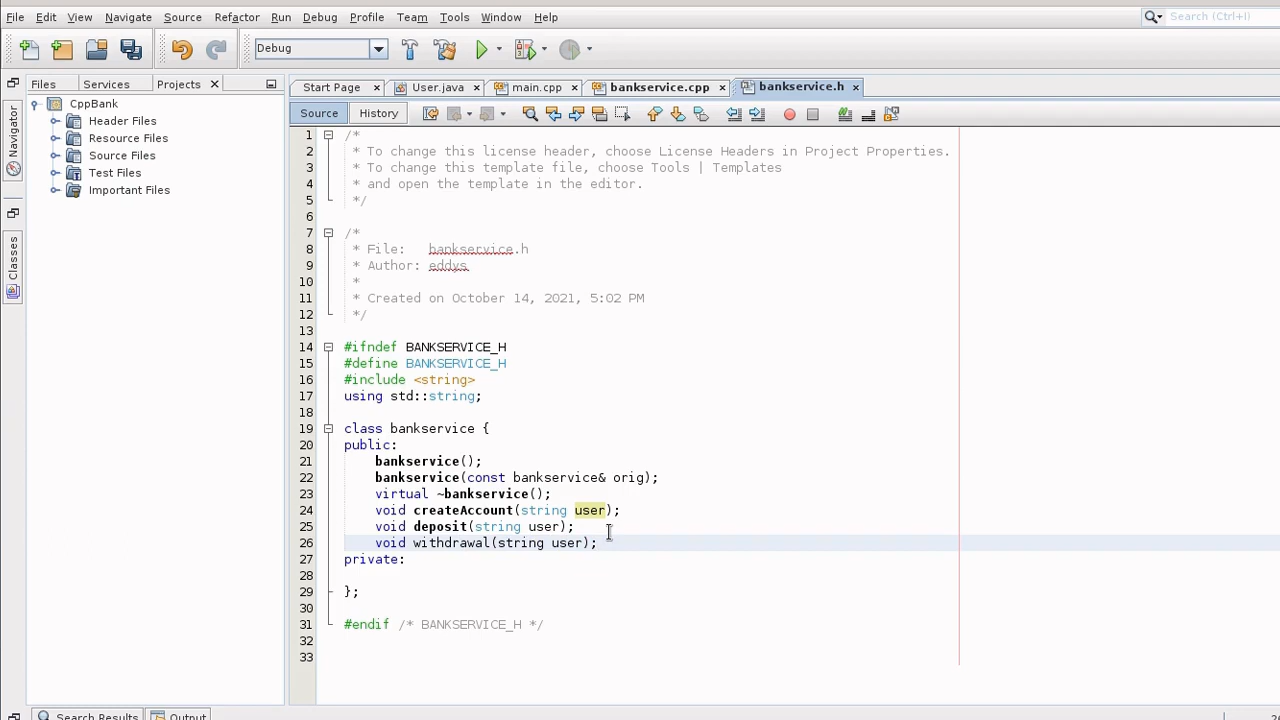 File Edit View Navigate Source Refactor Run Debug Profile Team Tools Window Help
Search (Ctrl+I)
Debug
Files Services Projects
Start Page User.java main.cpp bankservice.cpp bankservice.h
CppBank
Header Files
Resource Files
Source Files
Test Files
Important Files
Navigator
Classes
Source History
1 /*
2 * To change this license header, choose License Headers in Project Properties.
3 * To change this template file, choose Tools | Templates
4 * and open the template in the editor.
5 */
6
7 /*
8 * File:   bankservice.h
9 * Author: eddys
10 *
11 * Created on October 14, 2021, 5:02 PM
12 */
13
14 #ifndef BANKSERVICE_H
15 #define BANKSERVICE_H
16 #include <string>
17 using std::string;
18
19 class bankservice {
20 public:
21     bankservice();
22     bankservice(const bankservice& orig);
23     virtual ~bankservice();
24     void createAccount(string user);
25     void deposit(string user);
26     void withdrawal(string user);
27 private:
28
29 };
30
31 #endif /* BANKSERVICE_H */
32
33
Search Results Output